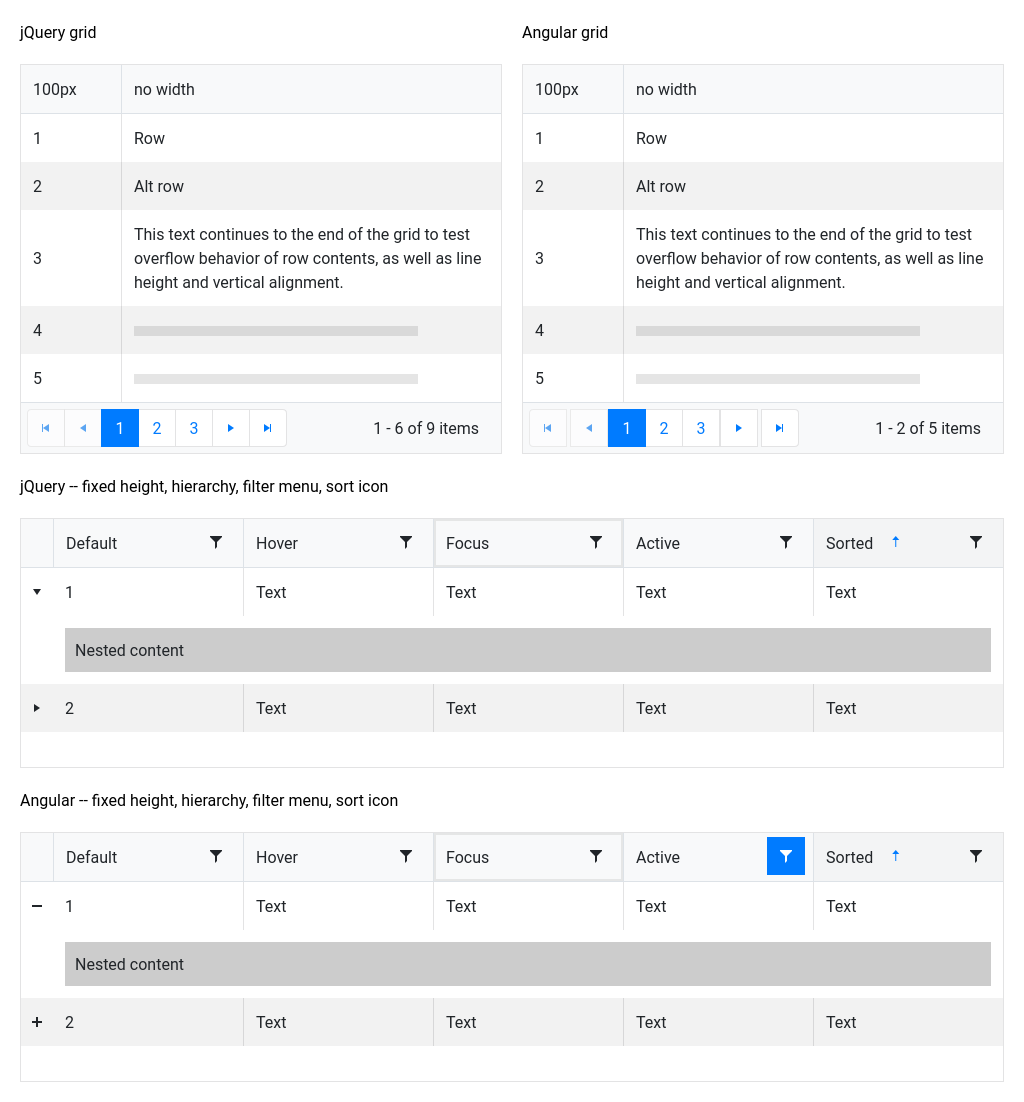 jQuery grid
100px no width
1 Row
2 Alt row
3 This text continues to the end of the grid to test
overflow behavior of row contents, as well as line
height and vertical alignment.
4
5
1 2 3 1 - 6 of 9 items
Angular grid
100px no width
1 Row
2 Alt row
3 This text continues to the end of the grid to test
overflow behavior of row contents, as well as line
height and vertical alignment.
4
5
1 2 3 1 - 2 of 5 items
jQuery -- fixed height, hierarchy, filter menu, sort icon
Default Hover Focus Active Sorted
1 Text Text Text Text
Nested content
2 Text Text Text Text
Angular -- fixed height, hierarchy, filter menu, sort icon
Default Hover Focus Active Sorted
1 Text Text Text Text
Nested content
2 Text Text Text Text